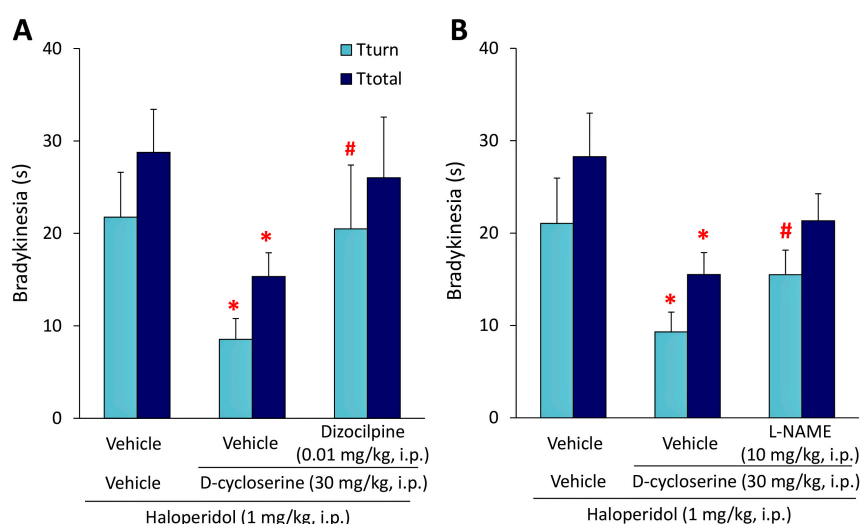 A
B
40
Tturn
Ttotal
30
20
10
0
Bradykinesia (s)
#
*
*
Vehicle
Vehicle
Dizocilpine
(0.01 mg/kg, i.p.)
Vehicle
D-cycloserine (30 mg/kg, i.p.)
Haloperidol (1 mg/kg, i.p.)
40
30
20
10
0
Bradykinesia (s)
*
*
#
Vehicle
Vehicle
L-NAME
(10 mg/kg, i.p.)
Vehicle
D-cycloserine (30 mg/kg, i.p.)
Haloperidol (1 mg/kg, i.p.)